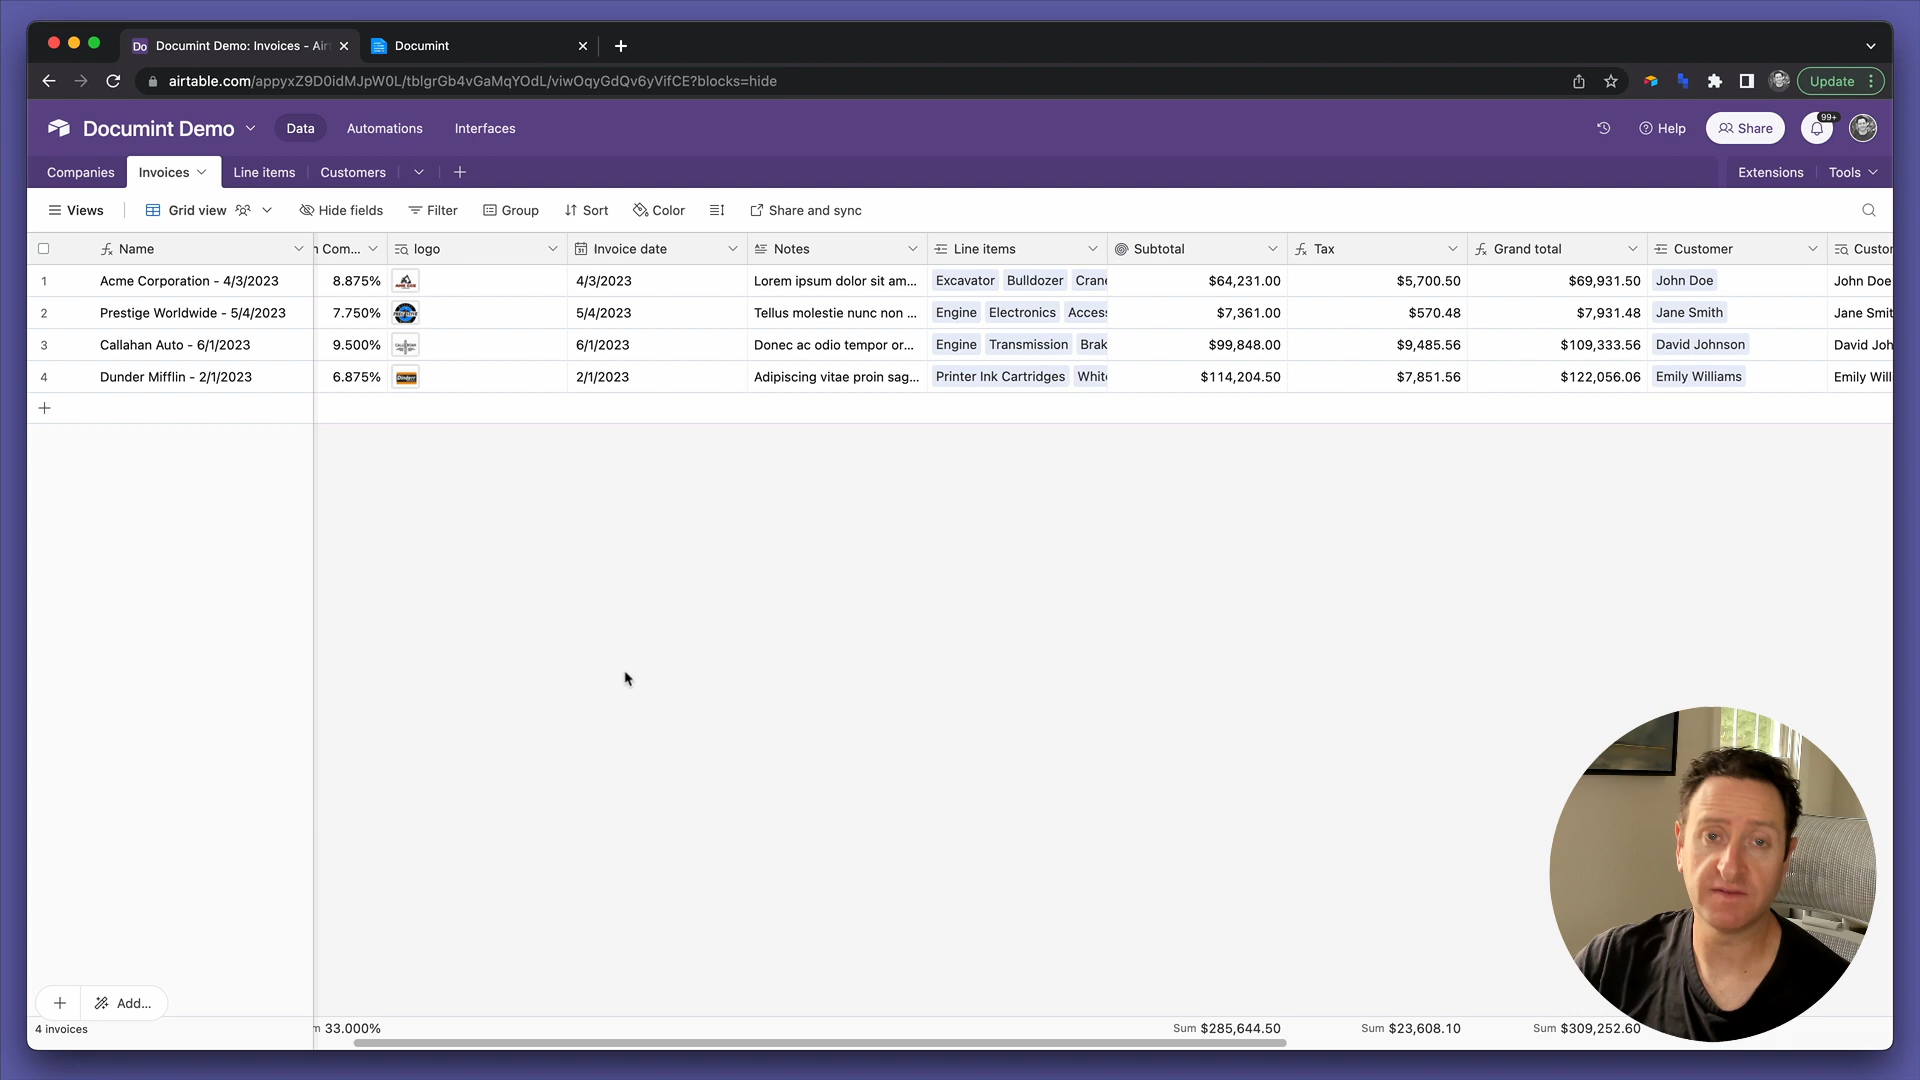 Do Documint Demo: Invoices - Air
Documint
airtable.com/appyxZ9D0idMJpW0L/tblgrGb4vGaMqYOdL/viwOqyGdQv6yVifCE?blocks=hide
Update
Documint Demo
Data
Automations
Interfaces
Help
Share
99+
Companies
Invoices
Line items
Customers
Extensions
Tools
Views
Grid view
Hide fields
Filter
Group
Sort
Color
Share and sync
Name
Com...
logo
Invoice date
Notes
Line items
Subtotal
Tax
Grand total
Customer
Custor
1 Acme Corporation - 4/3/2023 8.875% 4/3/2023 Lorem ipsum dolor sit am... Excavator Bulldozer Crane $64,231.00 $5,700.50 $69,931.50 John Doe John Doe
2 Prestige Worldwide - 5/4/2023 7.750% 5/4/2023 Tellus molestie nunc non ... Engine Electronics Acces $7,361.00 $570.48 $7,931.48 Jane Smith Jane Smit
3 Callahan Auto - 6/1/2023 9.500% 6/1/2023 Donec ac odio tempor or... Engine Transmission Brak $99,848.00 $9,485.56 $109,333.56 David Johnson David Joh
4 Dunder Mifflin - 2/1/2023 6.875% 2/1/2023 Adipiscing vitae proin sag... Printer Ink Cartridges Whit $114,204.50 $7,851.56 $122,056.06 Emily Williams Emily Will
Add...
4 invoices
33.000%
Sum $285,644.50
Sum $23,608.10
Sum $309,252.60